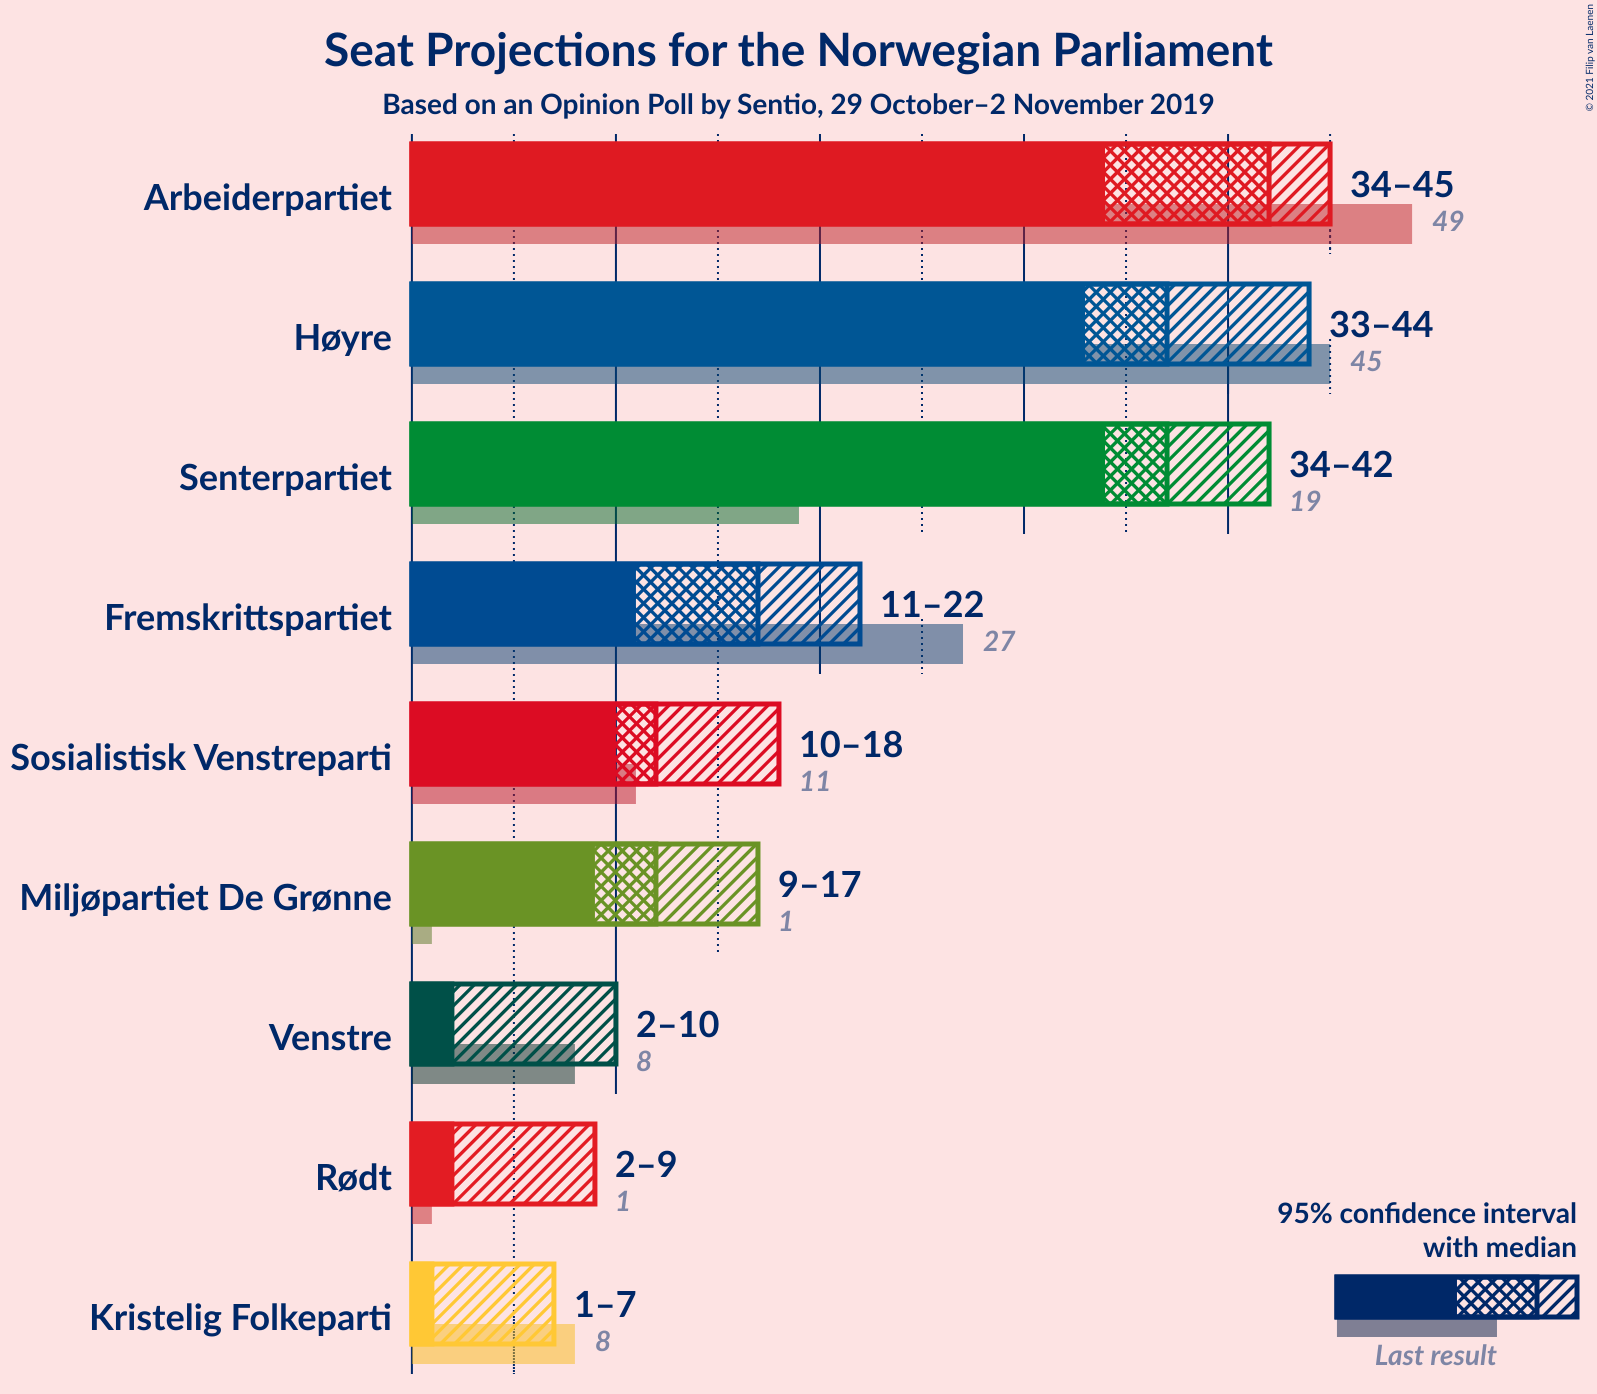 Seat Projections for the Norwegian Parliament
Based on an Opinion Poll by Sentio, 29 October–2 November 2019
© 2021 Filip van Laenen
Arbeiderpartiet
34–45
49
Høyre
33–44
45
Senterpartiet
34–42
19
Fremskrittspartiet
11–22
27
Sosialistisk Venstreparti
10–18
11
Miljøpartiet De Grønne
9–17
1
Venstre
2–10
8
Rødt
2–9
1
Kristelig Folkeparti
1–7
8
95% confidence interval
with median
Last result